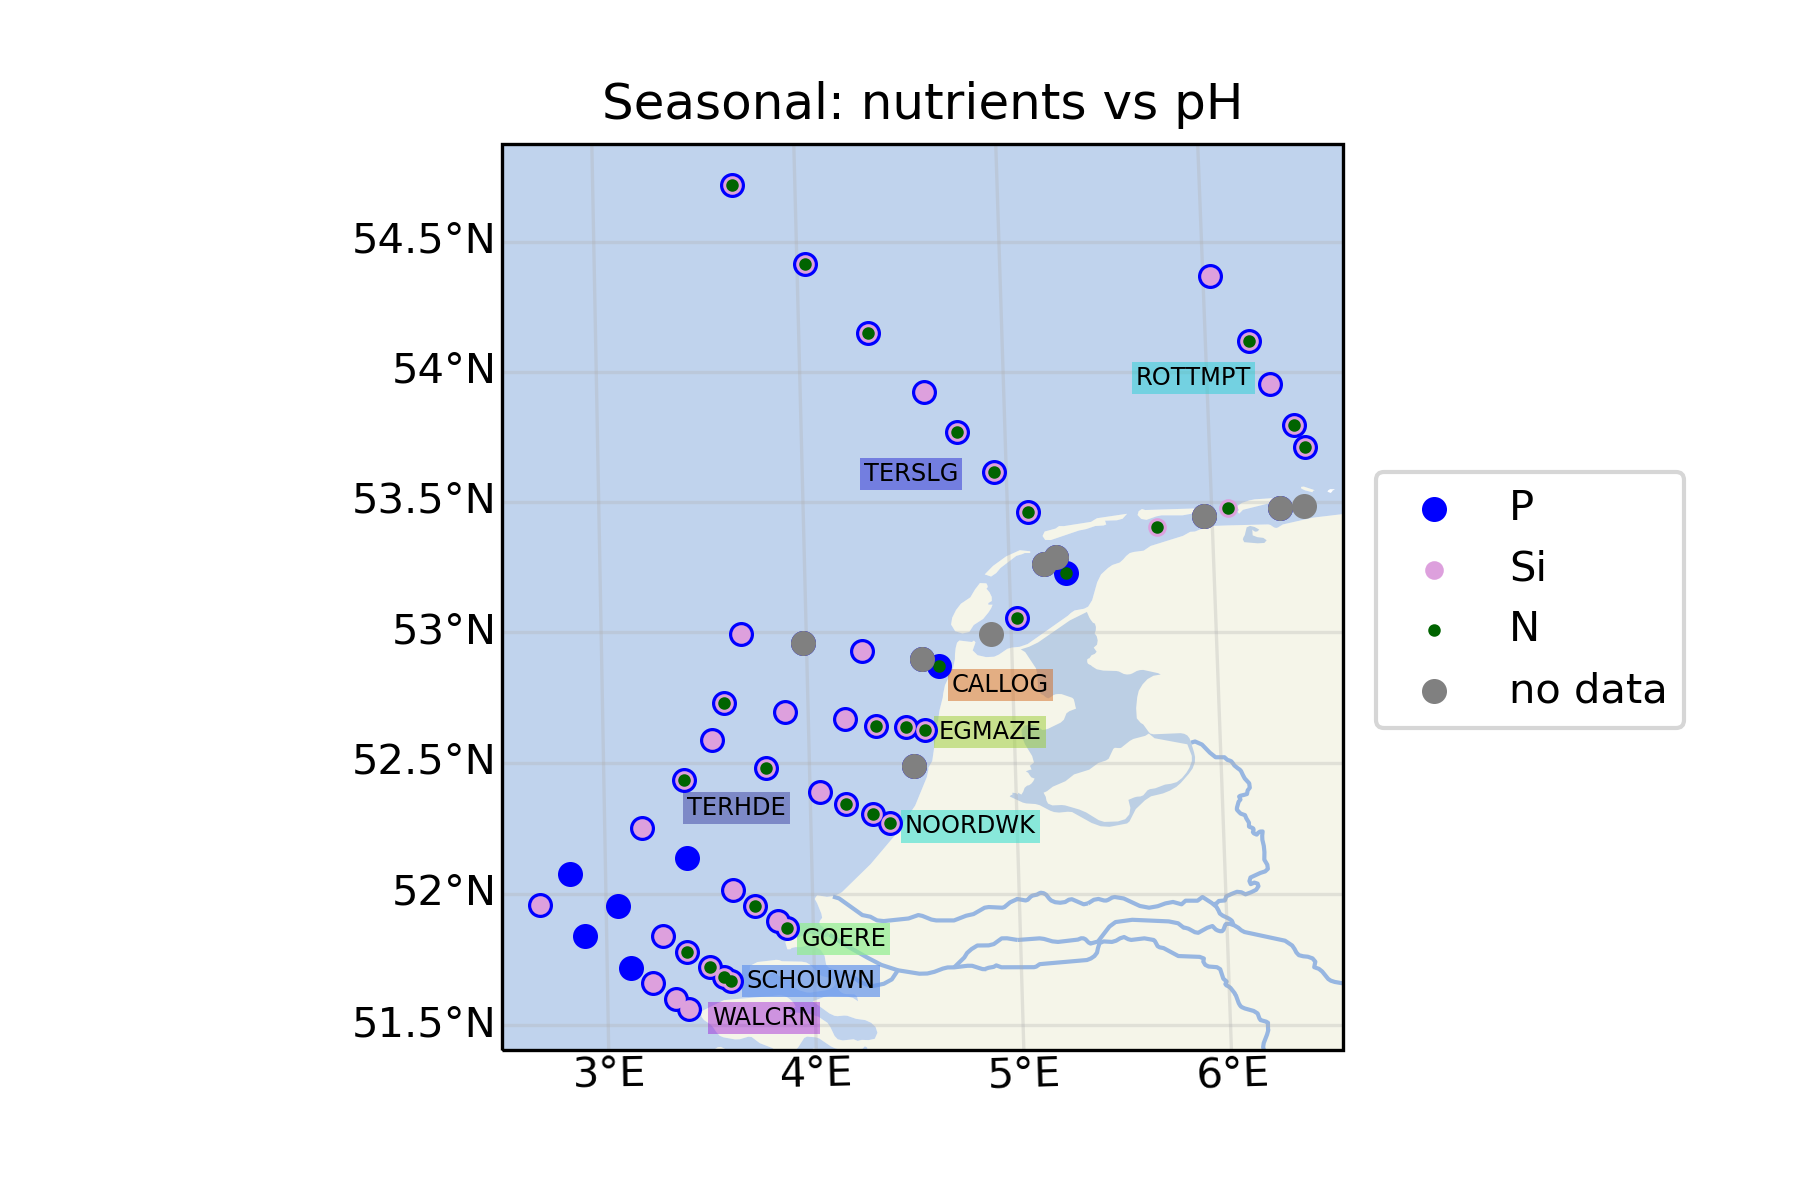 Seasonal: nutrients vs pH
54.5°N
54°N
53.5°N
53°N
52.5°N
52°N
51.5°N
3°E
4°E
5°E
6°E
ROTTMPT
TERSLG
CALLOG
EGMAZE
TERHDE
NOORDWK
GOERE
SCHOUWN
WALCRN
P
Si
N
no data